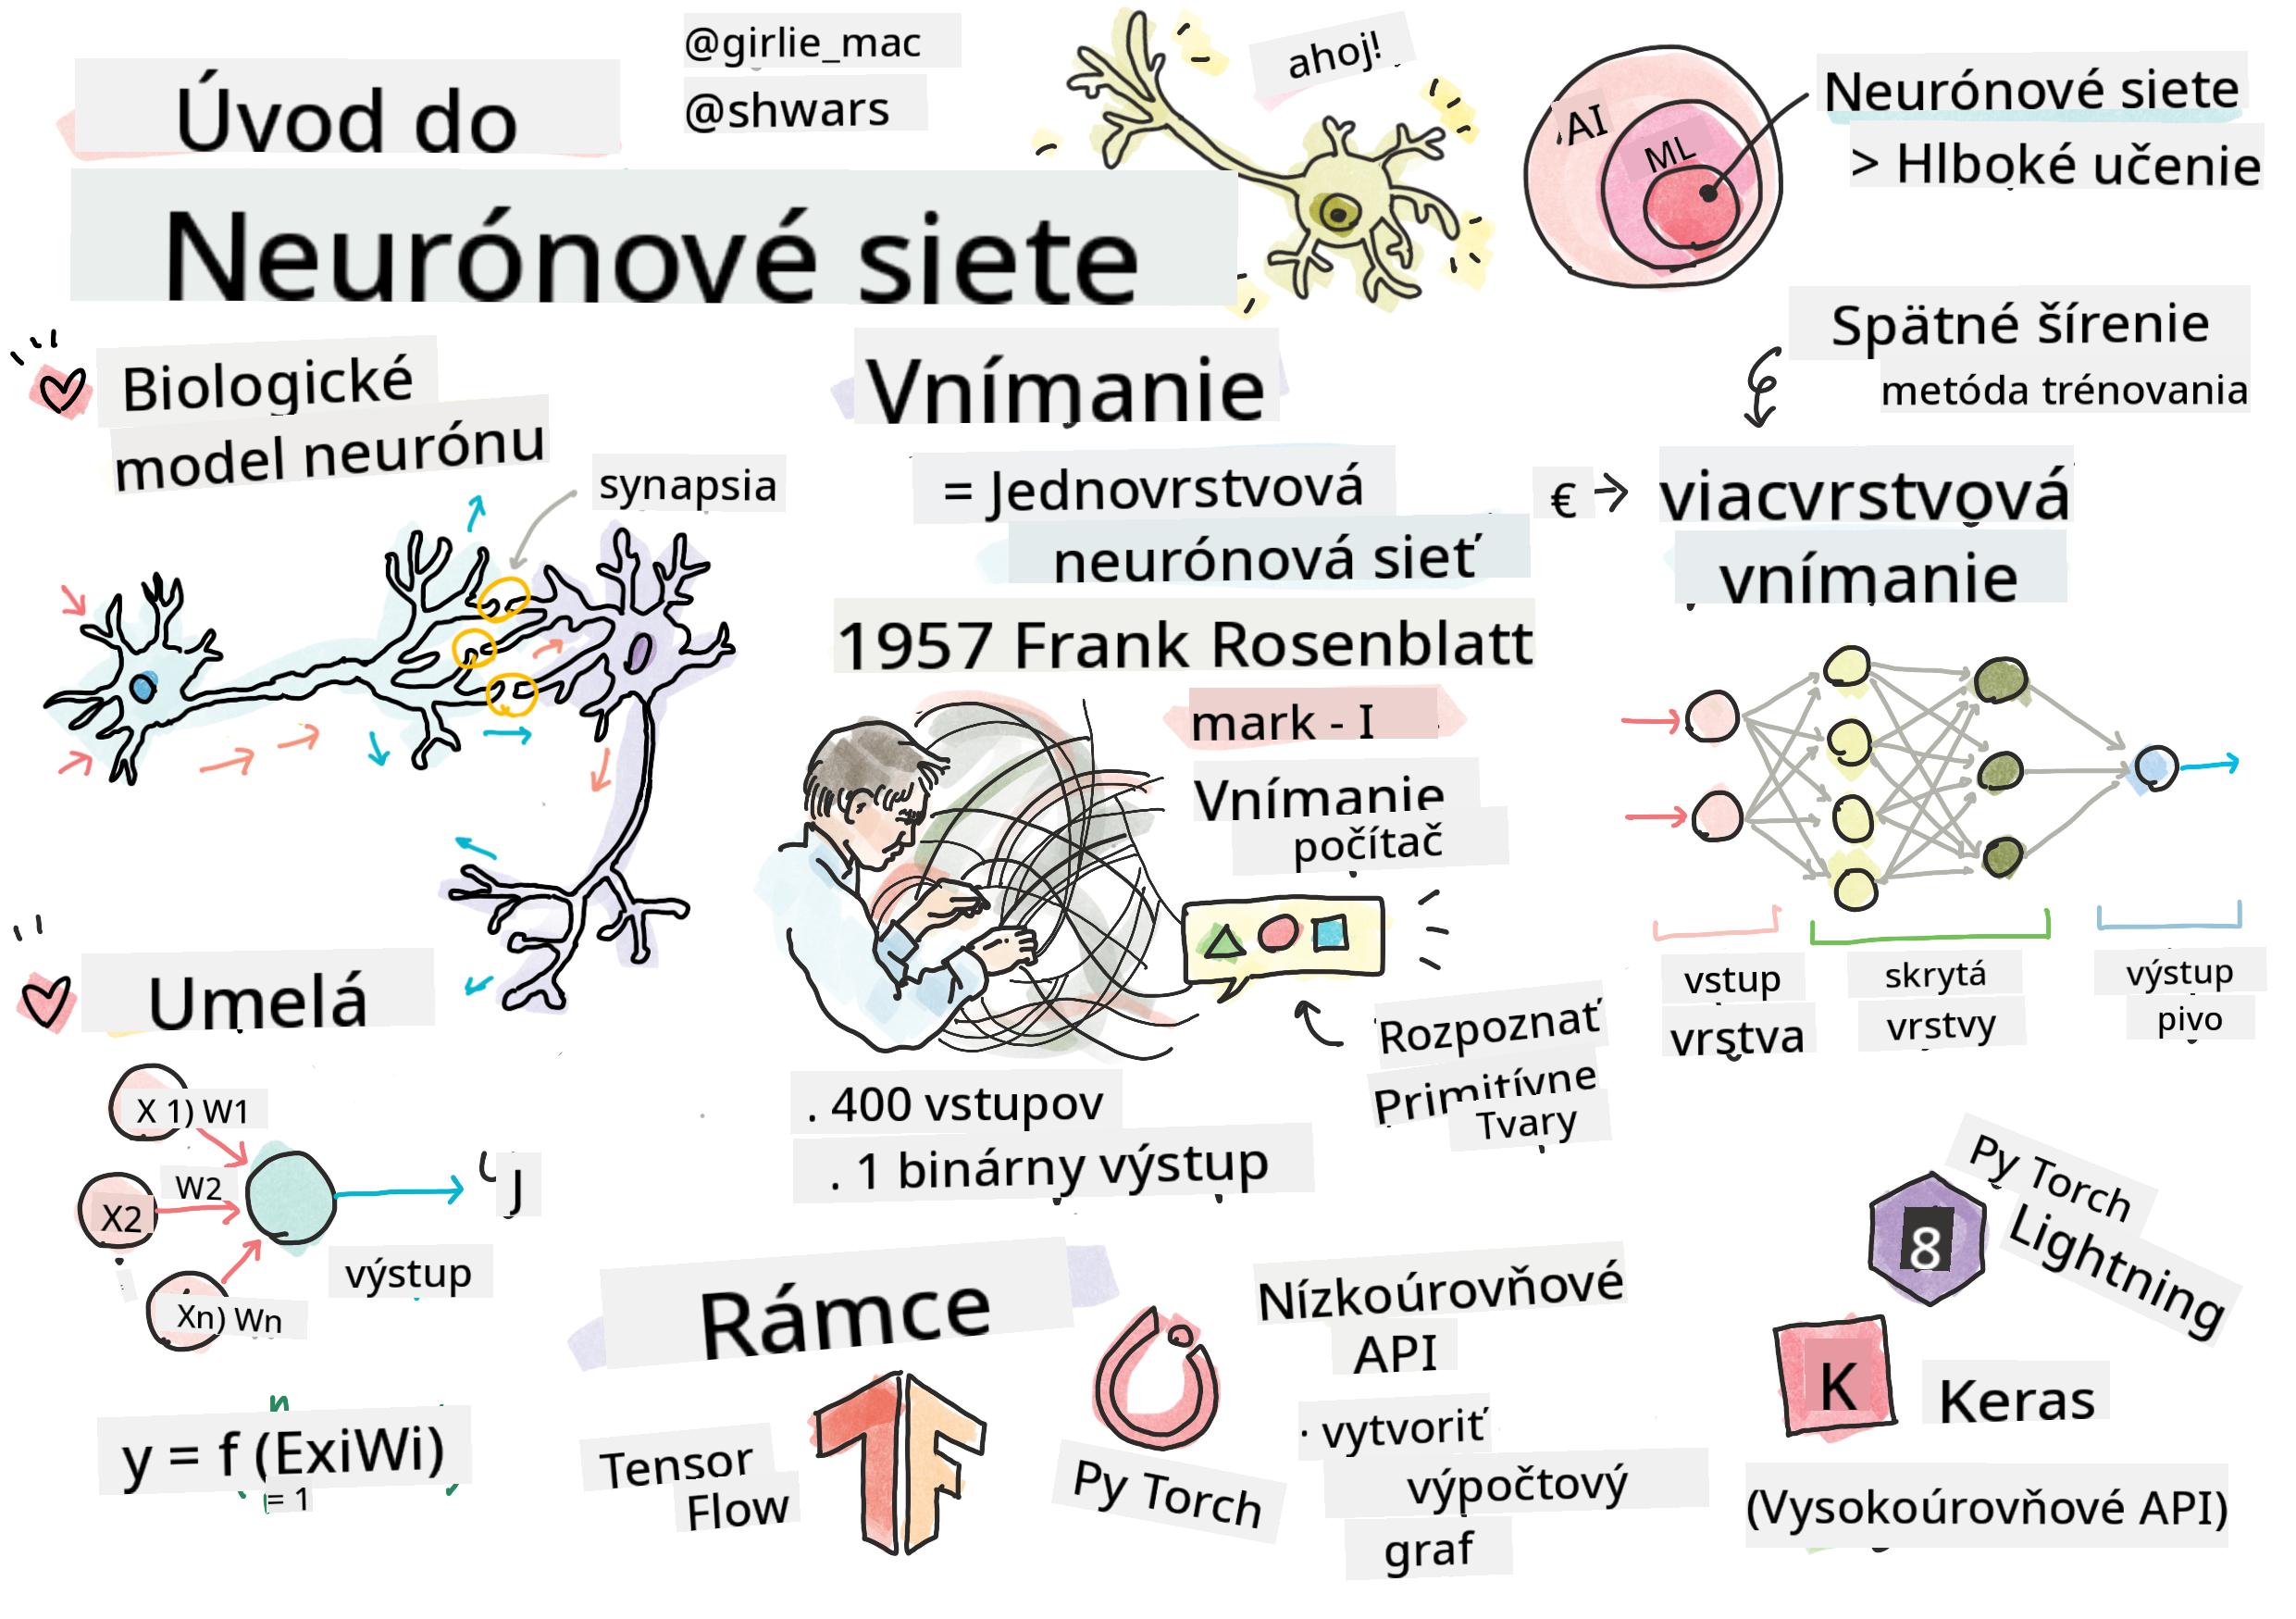 Úvod do
Neurónové siete
@girlie_mac
@shwars
ahoj!
AI
ML
Neurónové siete
> Hlboké učenie
Biologické
model neurónu
synapsia
Vnímanie
= Jednovrstvová
neurónová sieť
1957 Frank Rosenblatt
mark - I
Vnímanie
počítač
Rozpoznať
Primitívne
Tvary
. 400 vstupov
. 1 binárny výstup
Spätné šírenie
metóda trénovania
€ → viacvrstvová
vnímanie
vstup
vrstva
skrytá
vrstvy
výstup
pivo
Umelá
X 1) W1
W2
X2
Xn) Wn
J
výstup
n
y = f (ExiWi)
= 1
Rámce
Tensor
Flow
TF
Py Torch
Nízkoúrovňové
API
· vytvoriť
výpočtový
graf
8
Py Torch
Lightning
K
Keras
(Vysokoúrovňové API)